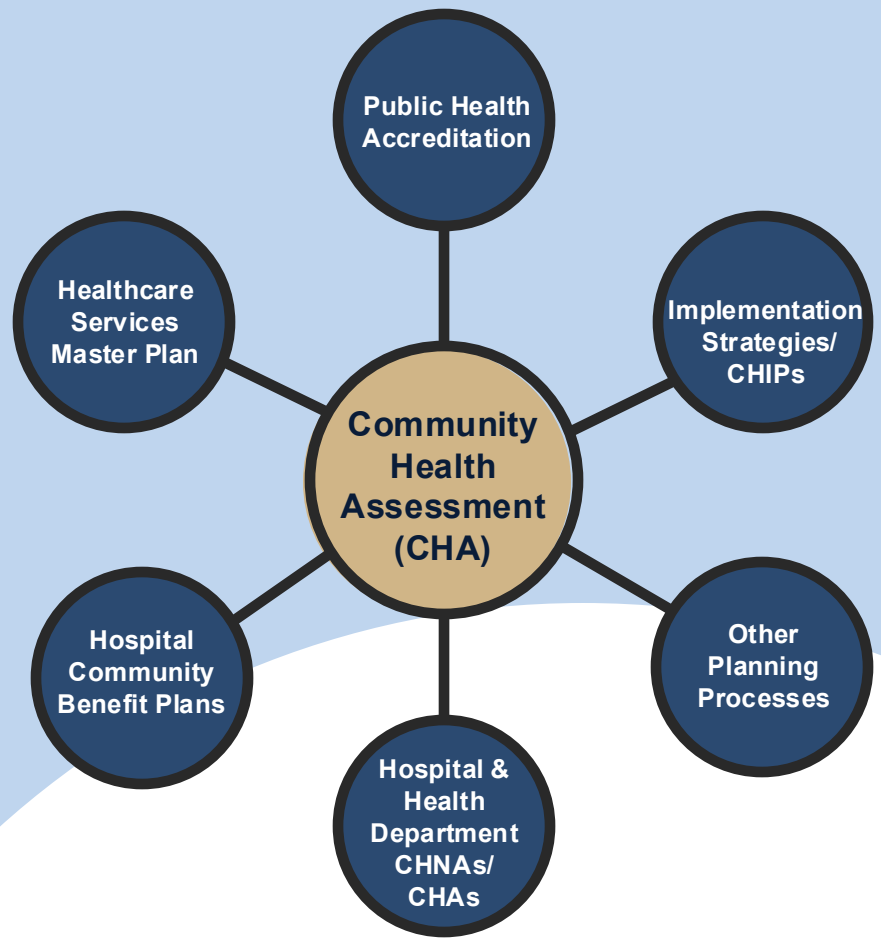 Public Health
Accreditation
Healthcare
Services
Master Plan
Implementation
Strategies/
CHIPs
Community
Health
Assessment
(CHA)
Hospital
Community
Benefit Plans
Other
Planning
Processes
Hospital &
Health
Department
CHNAs/
CHAs